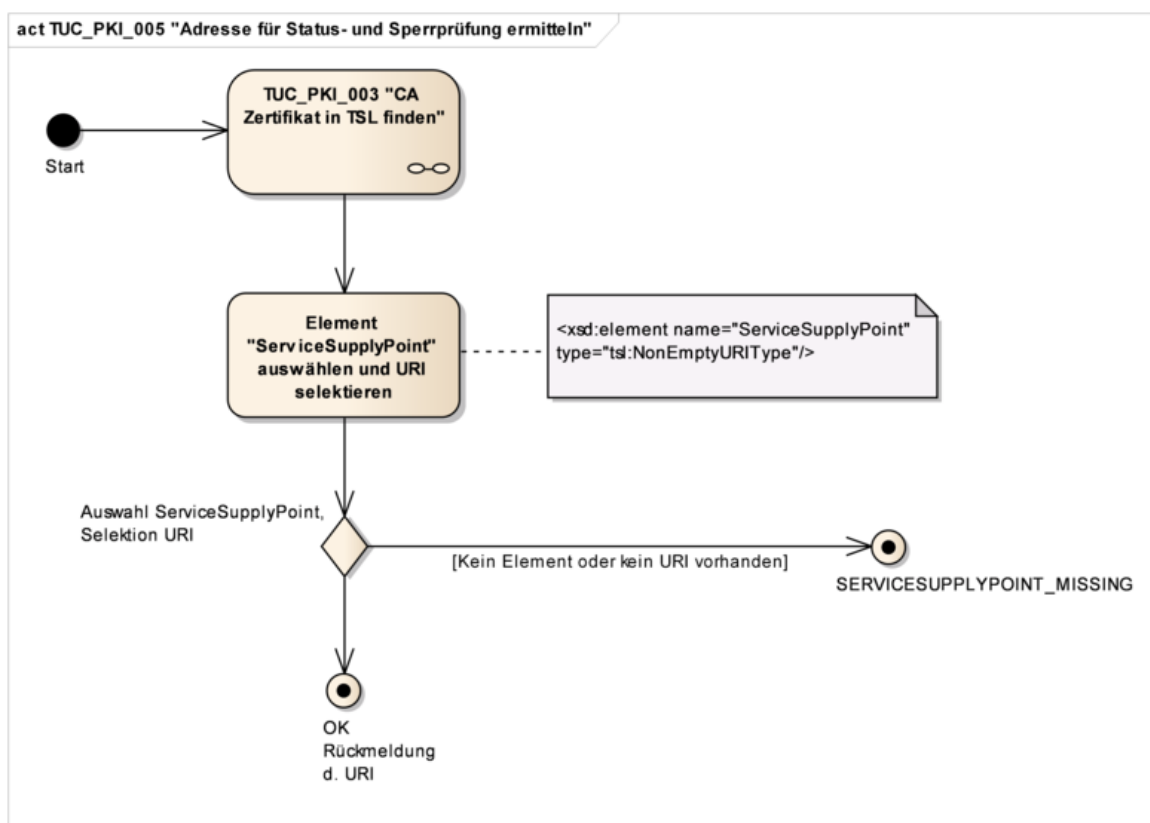 act TUC_PKI_005 "Adresse für Status- und Sperrprüfung ermitteln"
TUC_PKI_003 "CA
Zertifikat in TSL finden"
Start
Element
"ServiceSupplyPoint"
auswählen und URI
selektieren
<xsd:element name="ServiceSupplyPoint"
type="tsl:NonEmptyURIType"/>
Auswahl ServiceSupplyPoint,
Selektion URI
[Kein Element oder kein URI vorhanden]
SERVICESUPPLYPOINT_MISSING
OK
Rückmeldung
d. URI